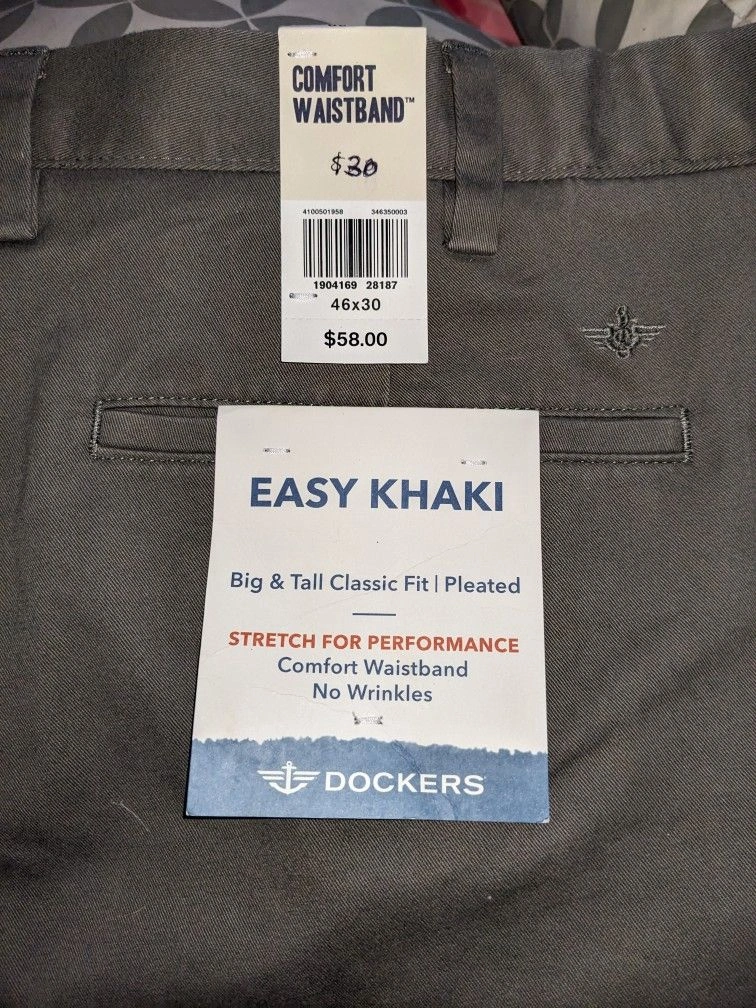 COMFORT
WAISTBAND™
$30
4100501958 346350003
1904169 28187
46x30
$58.00
EASY KHAKI
Big & Tall Classic Fit | Pleated
STRETCH FOR PERFORMANCE
Comfort Waistband
No Wrinkles
DOCKERS